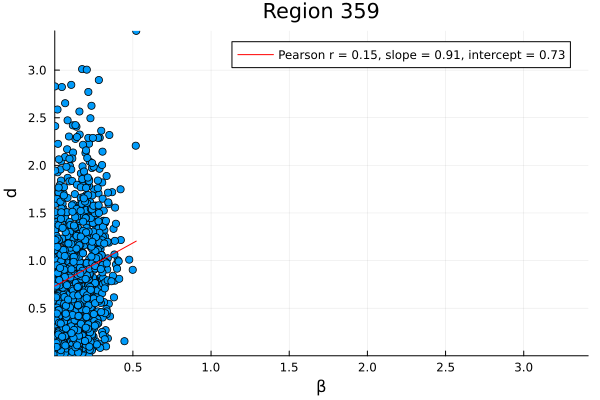 Region 359
Pearson r = 0.15, slope = 0.91, intercept = 0.73
d
3.0
2.5
2.0
1.5
1.0
0.5
0.5 1.0 1.5 2.0 2.5 3.0
β